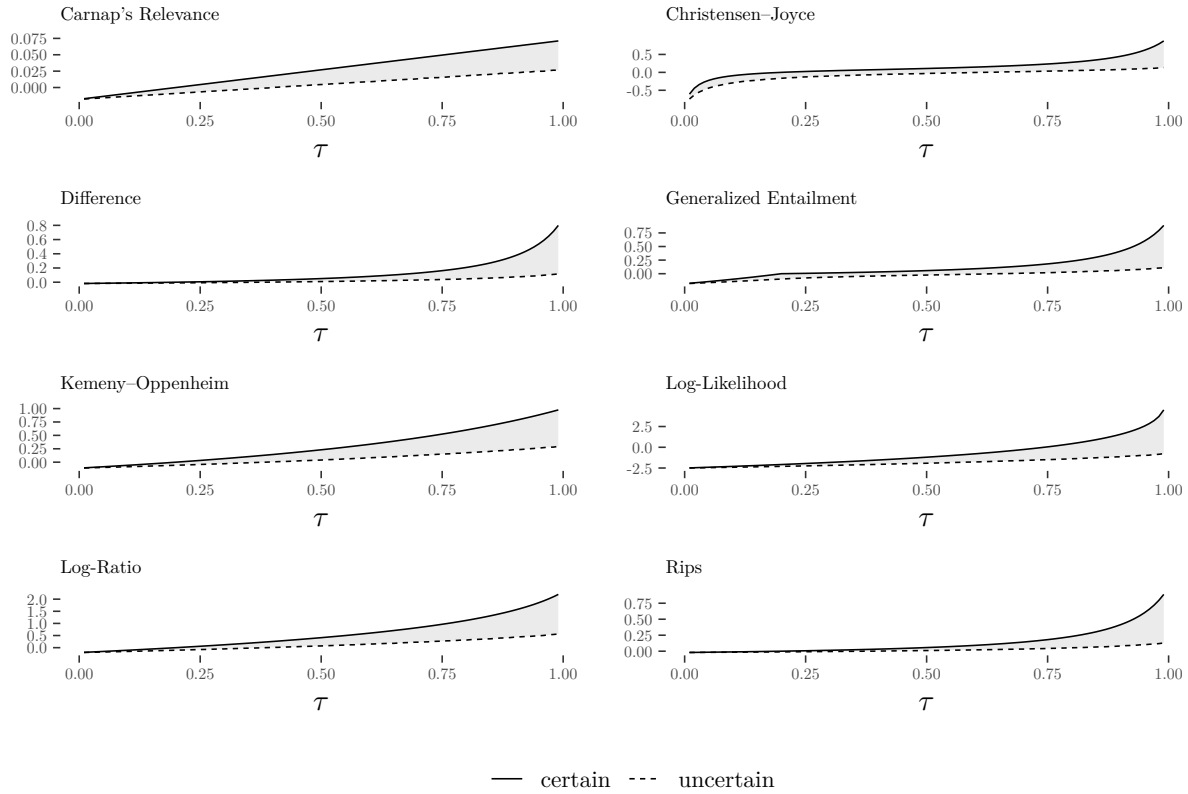 Carnap's Relevance
0.075
0.050
0.025
0.000
0.00 0.25 0.50 0.75 1.00
τ
Christensen–Joyce
0.5
0.0
-0.5
0.00 0.25 0.50 0.75 1.00
τ
Difference
0.8
0.6
0.4
0.2
0.0
0.00 0.25 0.50 0.75 1.00
τ
Generalized Entailment
0.75
0.50
0.25
0.00
0.00 0.25 0.50 0.75 1.00
τ
Kemeny–Oppenheim
1.00
0.75
0.50
0.25
0.00
0.00 0.25 0.50 0.75 1.00
τ
Log-Likelihood
2.5
0.0
-2.5
0.00 0.25 0.50 0.75 1.00
τ
Log-Ratio
2.0
1.5
1.0
0.5
0.0
0.00 0.25 0.50 0.75 1.00
τ
Rips
0.75
0.50
0.25
0.00
0.00 0.25 0.50 0.75 1.00
τ
certain uncertain